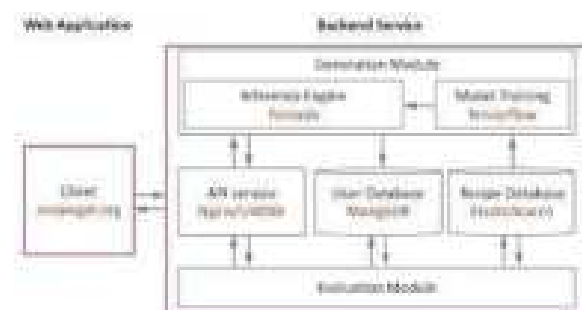 Web Application
Backend Service
Generation Module
Inference Engine
Model Training
Tensorflow
Client
API service
User Database
MongoDB
Recipe Database
Evaluation Module